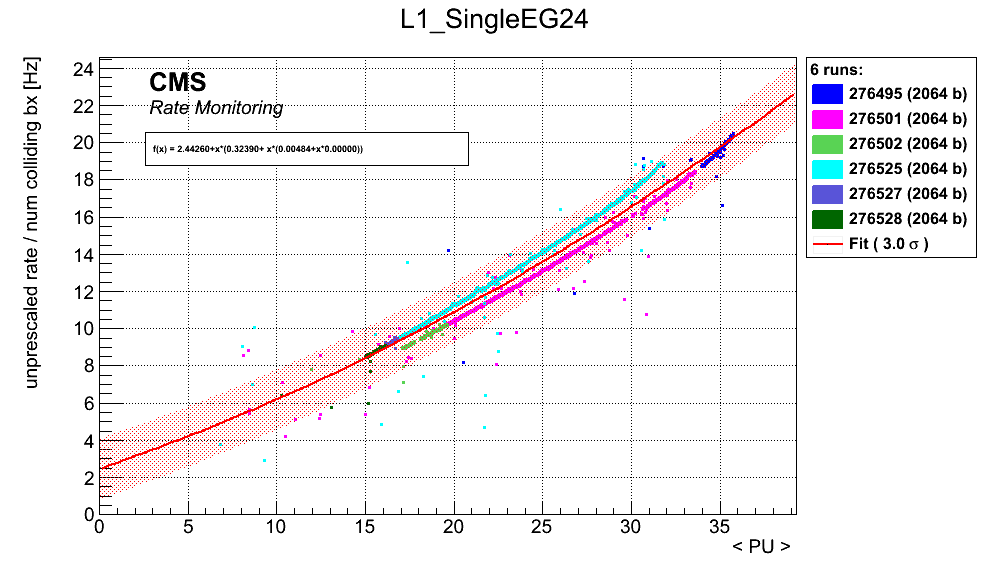 L1_SingleEG24
unprescaled rate / num colliding bx [Hz]
24
22
20
18
16
14
12
10
8
6
4
2
0
CMS
Rate Monitoring
f(x) = 2.44260+x*(0.32390+ x*(0.00484+x*0.00000))
0 5 10 15 20 25 30 35
< PU >
6 runs:
276495 (2064 b)
276501 (2064 b)
276502 (2064 b)
276525 (2064 b)
276527 (2064 b)
276528 (2064 b)
Fit ( 3.0 σ )